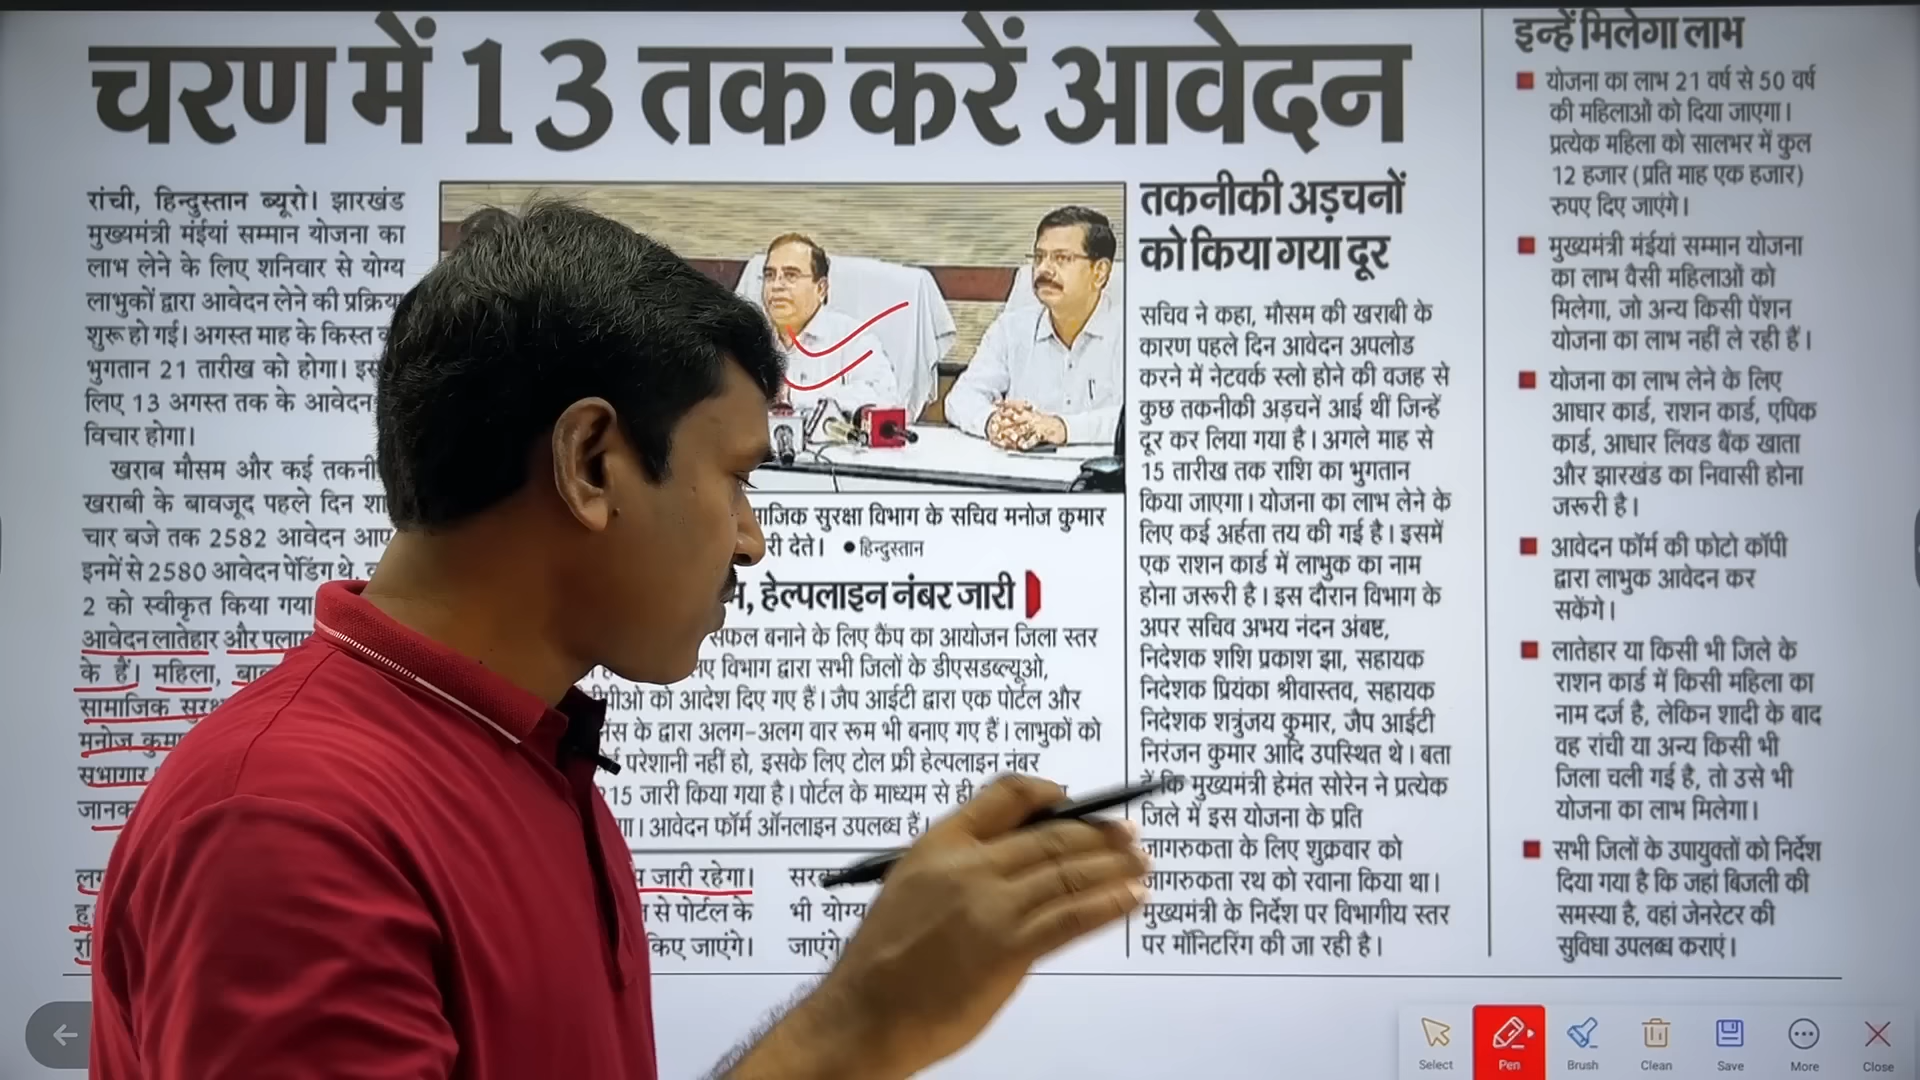 चरण में 13 तक करें आवेदन
रांची, हिन्दुस्तान ब्यूरो। झारखंड
मुख्यमंत्री मंईयां सम्मान योजना का
लाभ लेने के लिए शनिवार से योग्य
लाभुकों द्वारा आवेदन लेने की प्रक्रिया
शुरू हो गई। अगस्त माह के किस्त
भुगतान 21 तारीख को होगा।
लिए 13 अगस्त तक के आवेदन
विचार होगा।
खराब मौसम और कई
खराबी के बावजूद पहले दिन
चार बजे तक 2582 आवेदन
इनमें से 2580 आवेदन पेंडिंग थे,
2 को स्वीकृत किया गया
आवेदन लातेहार और
के हैं। महिला,
सामाजिक
मनोज
सभागार
सुरक्षा विभाग के सचिव मनोज कुमार
देते। ● हिन्दुस्तान
हेल्पलाइन नंबर जारी
सफल बनाने के लिए कैंप का आयोजन जिला स्तर
विभाग द्वारा सभी जिलों के डीएसडब्ल्यूओ,
को आदेश दिए गए हैं। जैप आईटी द्वारा एक पोर्टल और
के द्वारा अलग-अलग वार रूम भी बनाए गए हैं। लाभुकों को
परेशानी नहीं हो, इसके लिए टोल फ्री हेल्पलाइन नंबर
जारी किया गया है। पोर्टल के माध्यम से ही
आवेदन फॉर्म ऑनलाइन उपलब्ध हैं।
जारी रहेगा।
से पोर्टल के
किए जाएंगे।
भी योग्य
जाएंगे।
तकनीकी अड़चनों
को किया गया दूर
सचिव ने कहा, मौसम की खराबी के
कारण पहले दिन आवेदन अपलोड
करने में नेटवर्क स्लो होने की वजह से
कुछ तकनीकी अड़चनें आई थीं जिन्हें
दूर कर लिया गया है। अगले माह से
15 तारीख तक राशि का भुगतान
किया जाएगा। योजना का लाभ लेने के
लिए कई अर्हता तय की गई है। इसमें
एक राशन कार्ड में लाभुक का नाम
होना जरूरी है। इस दौरान विभाग के
अपर सचिव अभय नंदन अंबष्ट,
निदेशक शशि प्रकाश झा, सहायक
निदेशक प्रियंका श्रीवास्तव, सहायक
निदेशक शत्रुंजय कुमार, जैप आईटी
निरंजन कुमार आदि उपस्थित थे। बता
दें कि मुख्यमंत्री हेमंत सोरेन ने प्रत्येक
जिले में इस योजना के प्रति
जागरुकता के लिए शुक्रवार को
जागरुकता रथ को रवाना किया था।
मुख्यमंत्री के निर्देश पर विभागीय स्तर
पर मॉनिटरिंग की जा रही है।
इन्हें मिलेगा लाभ
योजना का लाभ 21 वर्ष से 50 वर्ष
की महिलाओं को दिया जाएगा।
प्रत्येक महिला को सालभर में कुल
12 हजार (प्रति माह एक हजार)
रुपए दिए जाएंगे।
मुख्यमंत्री मंईयां सम्मान योजना
का लाभ वैसी महिलाओं को
मिलेगा, जो अन्य किसी पेंशन
योजना का लाभ नहीं ले रही हैं।
योजना का लाभ लेने के लिए
आधार कार्ड, राशन कार्ड, एपिक
कार्ड, आधार लिंक्ड बैंक खाता
और झारखंड का निवासी होना
जरूरी है।
आवेदन फॉर्म की फोटो कॉपी
द्वारा लाभुक आवेदन कर
सकेंगे।
लातेहार या किसी भी जिले के
राशन कार्ड में किसी महिला का
नाम दर्ज है, लेकिन शादी के बाद
वह रांची या अन्य किसी भी
जिला चली गई है, तो उसे भी
योजना का लाभ मिलेगा।
सभी जिलों के उपायुक्तों को निर्देश
दिया गया है कि जहां बिजली की
समस्या है, वहां जेनरेटर की
सुविधा उपलब्ध कराएं।
Select Pen Brush Clean Save More Close